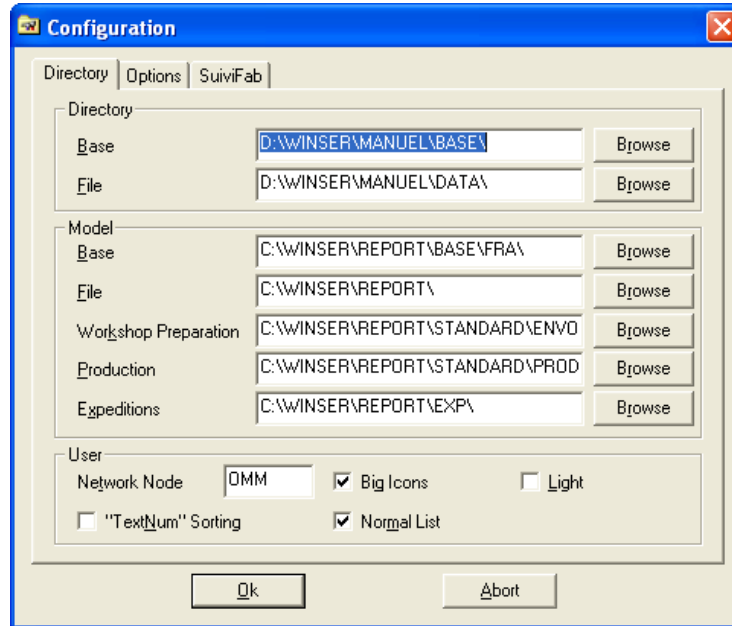 Configuration
Directory Options SuiviFab
Directory
Base D:\WINSER\MANUEL\BASE\ Browse
File D:\WINSER\MANUEL\DATA\ Browse
Model
Base C:\WINSER\REPORT\BASE\FRA\ Browse
File C:\WINSER\REPORT\ Browse
Workshop Preparation C:\WINSER\REPORT\STANDARD\ENVO Browse
Production C:\WINSER\REPORT\STANDARD\PROD Browse
Expeditions C:\WINSER\REPORT\EXP\ Browse
User
Network Node OMM Big Icons Light
"TextNum" Sorting Normal List
Ok Abort